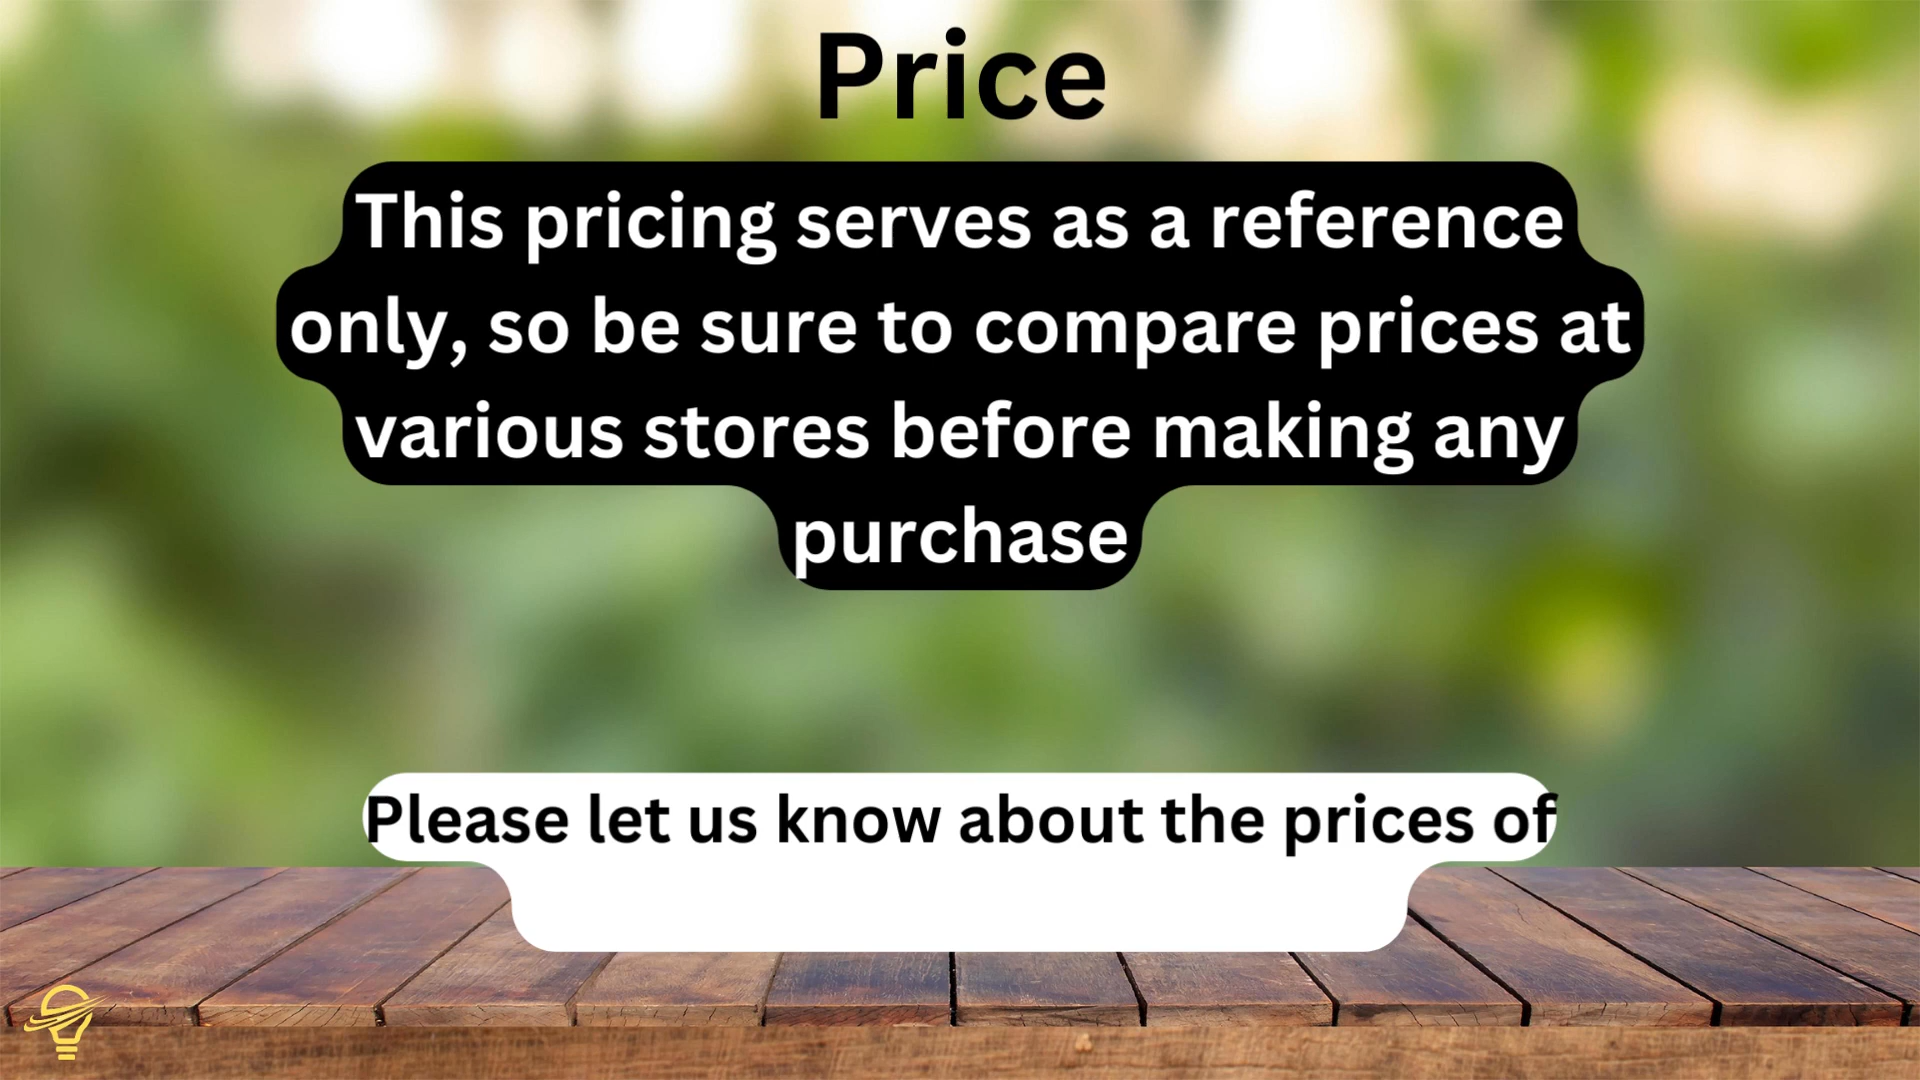 Price
This pricing serves as a reference
only, so be sure to compare prices at
various stores before making any
purchase
Please let us know about the prices of